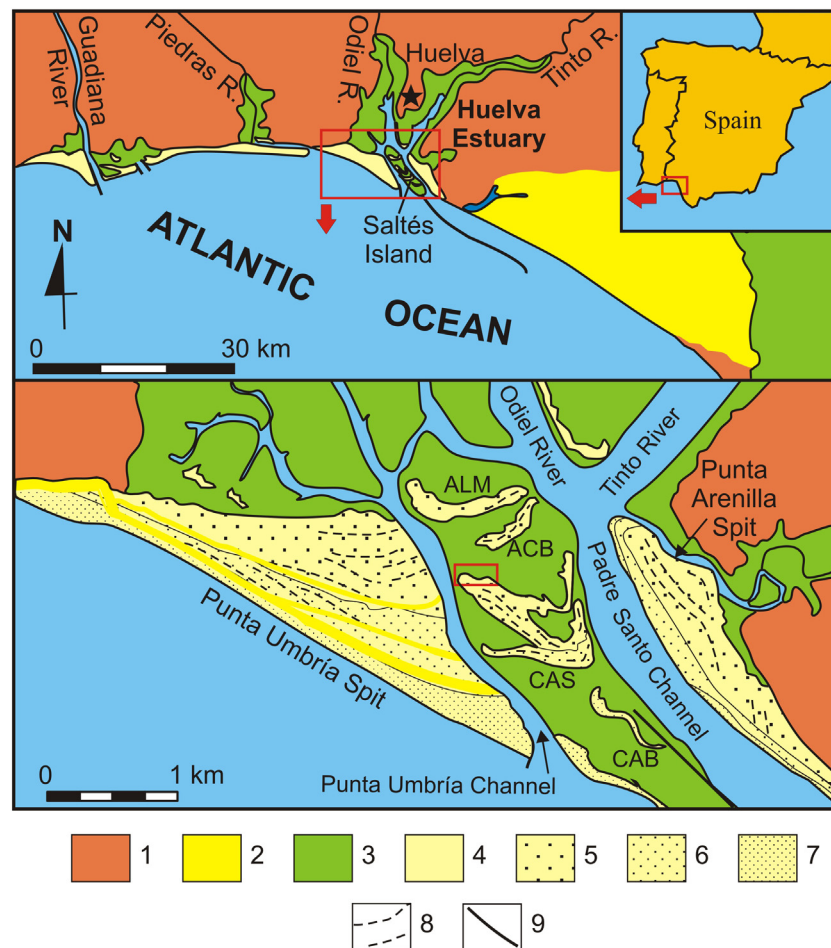 Guadiana
River
Piedras R.
Odiel R.
Huelva
Tinto R.
Huelva
Estuary
Spain
Saltés
Island
N
ATLANTIC
OCEAN
0 30 km
Odiel River
Tinto River
Punta
Arenilla
Spit
ALM
ACB
Padre Santo Channel
Punta Umbría Spit
CAS
CAB
Punta Umbría Channel
0 1 km
1 2 3 4 5 6 7
8 9